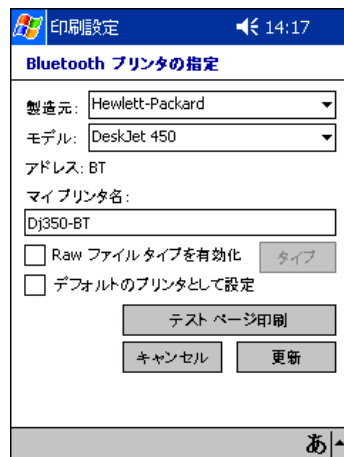 印刷設定 14:17
Bluetooth プリンタの指定
製造元: Hewlett-Packard
モデル: DeskJet 450
アドレス: BT
マイ プリンタ名:
Dj350-BT
Raw ファイル タイプを有効化 タイプ
デフォルトのプリンタとして設定
テスト ページ印刷
キャンセル 更新
あ